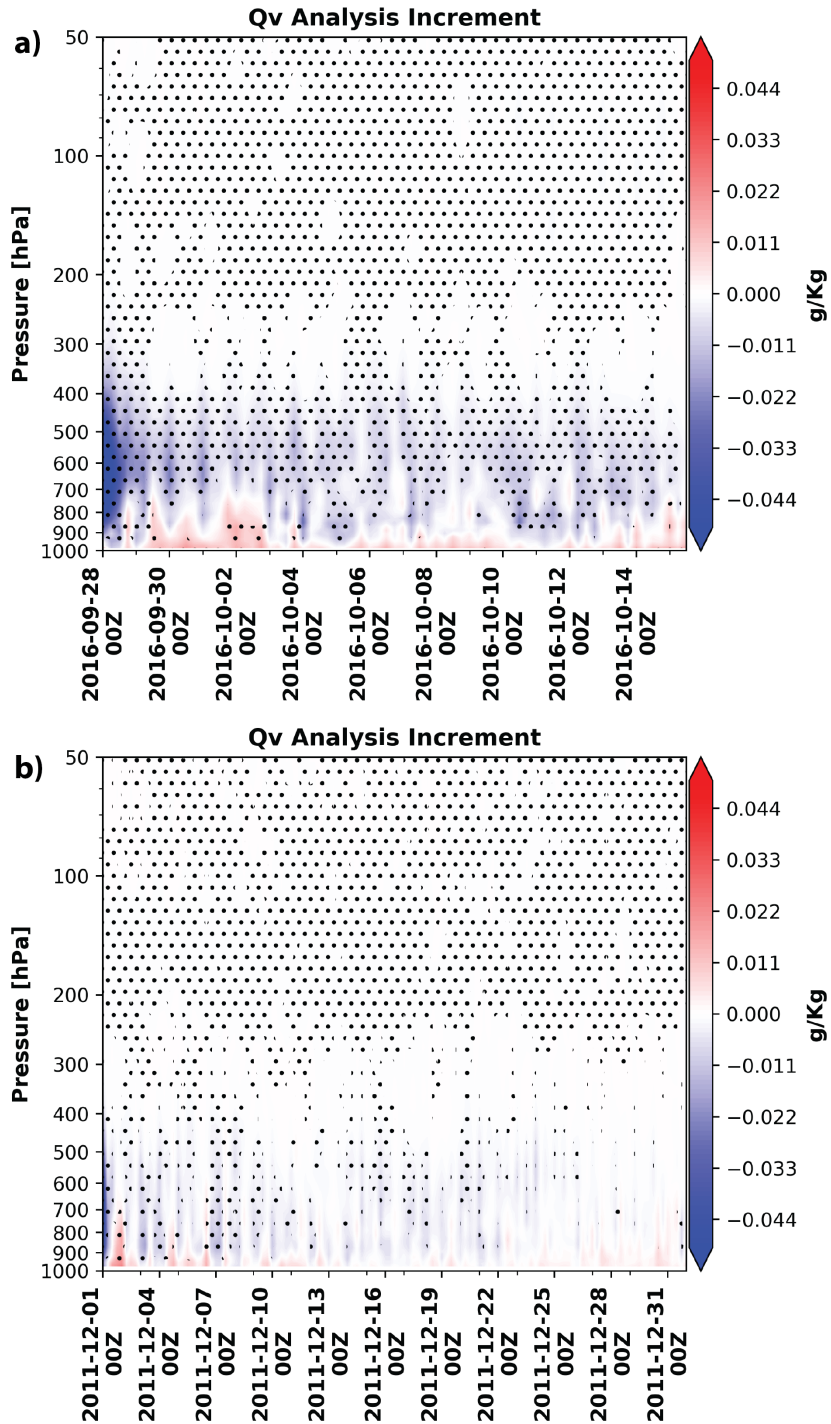 a)
Qv Analysis Increment
Pressure [hPa]
50
100
200
300
400
500
600
700
800
900
1000
2016-09-28
00Z
2016-09-30
00Z
2016-10-02
00Z
2016-10-04
00Z
2016-10-06
00Z
2016-10-08
00Z
2016-10-10
00Z
2016-10-12
00Z
2016-10-14
00Z
0.044
0.033
0.022
0.011
0.000
−0.011
−0.022
−0.033
−0.044
g/Kg
b)
Qv Analysis Increment
Pressure [hPa]
50
100
200
300
400
500
600
700
800
900
1000
2011-12-01
00Z
2011-12-04
00Z
2011-12-07
00Z
2011-12-10
00Z
2011-12-13
00Z
2011-12-16
00Z
2011-12-19
00Z
2011-12-22
00Z
2011-12-25
00Z
2011-12-28
00Z
2011-12-31
00Z
0.044
0.033
0.022
0.011
0.000
−0.011
−0.022
−0.033
−0.044
g/Kg